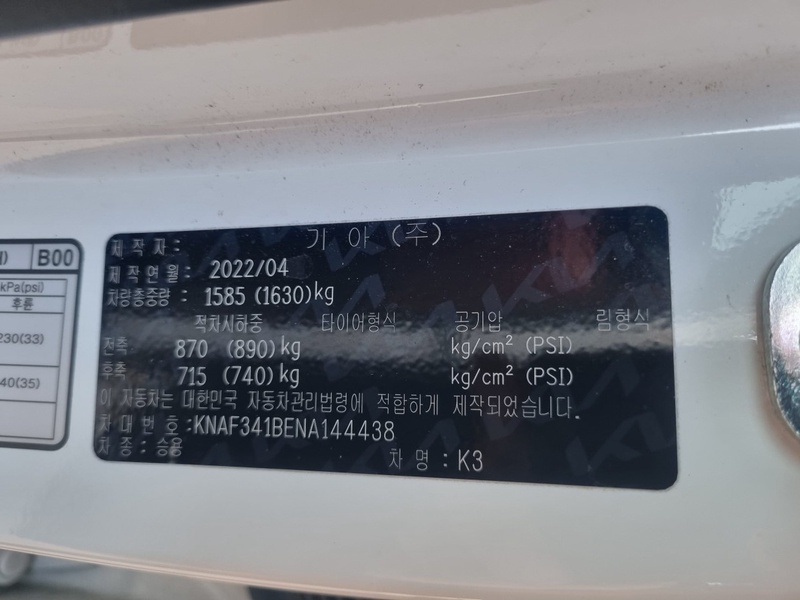 B00
kPa(psi)
후륜
230(33)
40(35)
제 작 자 : 기 아 (주)
제 작 연 월 : 2022/04
차량총중량 : 1585 (1630)kg
적차시하중 타이어형식 공기압 림형식
전축 870 (890)kg kg/cm² (PSI)
후축 715 (740)kg kg/cm² (PSI)
이 자동차는 대한민국 자동차관리법령에 적합하게 제작되었습니다.
차 대 번 호 :KNAF341BENA144438
차 종 : 승용 차 명 : K3